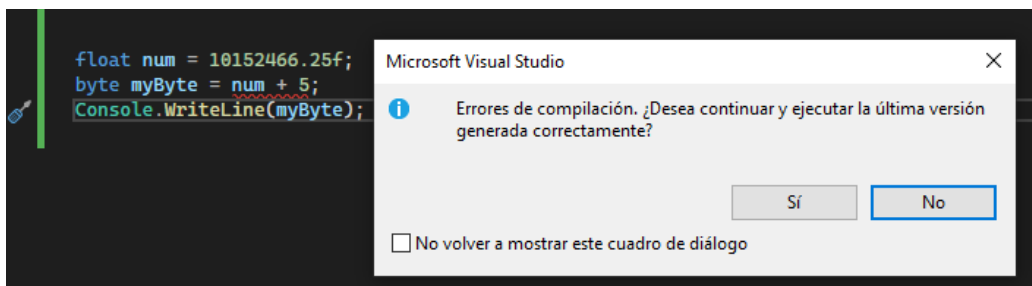 float num = 10152466.25f;
byte myByte = num + 5;
Console.WriteLine(myByte);
Microsoft Visual Studio
Errores de compilación. ¿Desea continuar y ejecutar la última versión
generada correctamente?
Sí
No
No volver a mostrar este cuadro de diálogo